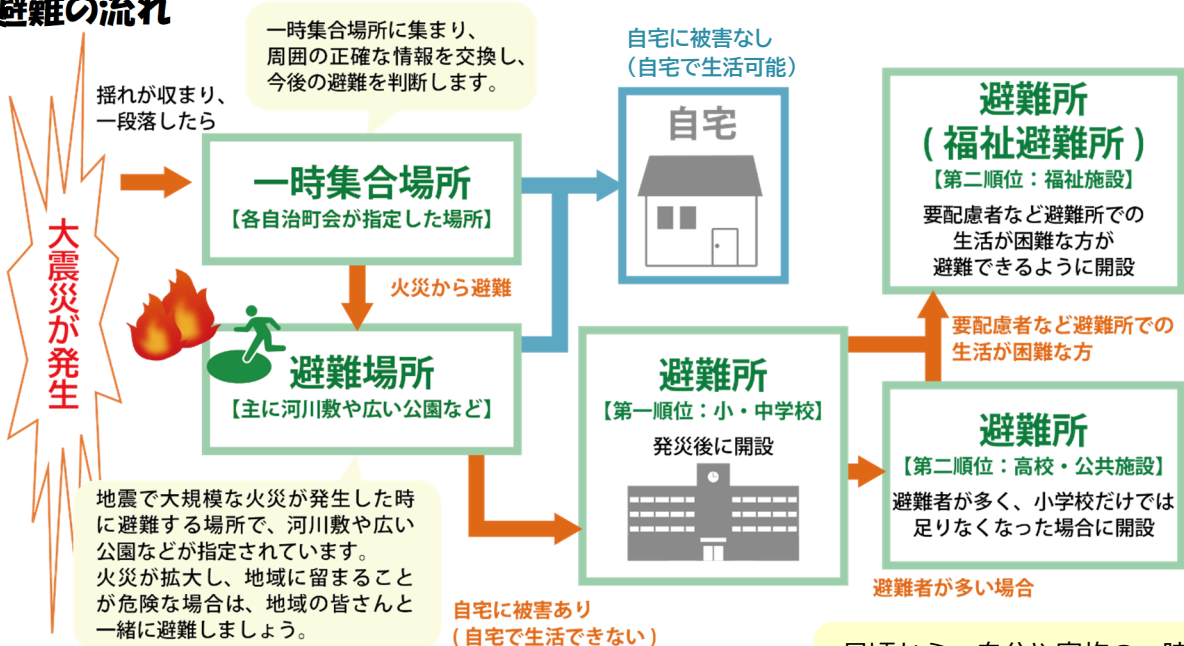 避難の流れ
一時集合場所に集まり、
周囲の正確な情報を交換し、
今後の避難を判断します。
揺れが収まり、
一段落したら
大震災が発生
一時集合場所
【各自治町会が指定した場所】
火災から避難
避難場所
【主に河川敷や広い公園など】
地震で大規模な火災が発生した時
に避難する場所で、河川敷や広い
公園などが指定されています。
火災が拡大し、地域に留まること
が危険な場合は、地域の皆さんと
一緒に避難しましょう。
自宅に被害なし
（自宅で生活可能）
自宅
自宅に被害あり
(自宅で生活できない)
避難所
【第一順位：小・中学校】
発災後に開設
避難所
(福祉避難所)
【第二順位：福祉施設】
要配慮者など避難所での
生活が困難な方が
避難できるように開設
要配慮者など避難所での
生活が困難な方
避難所
【第二順位：高校・公共施設】
避難者が多く、小学校だけでは
足りなくなった場合に開設
避難者が多い場合